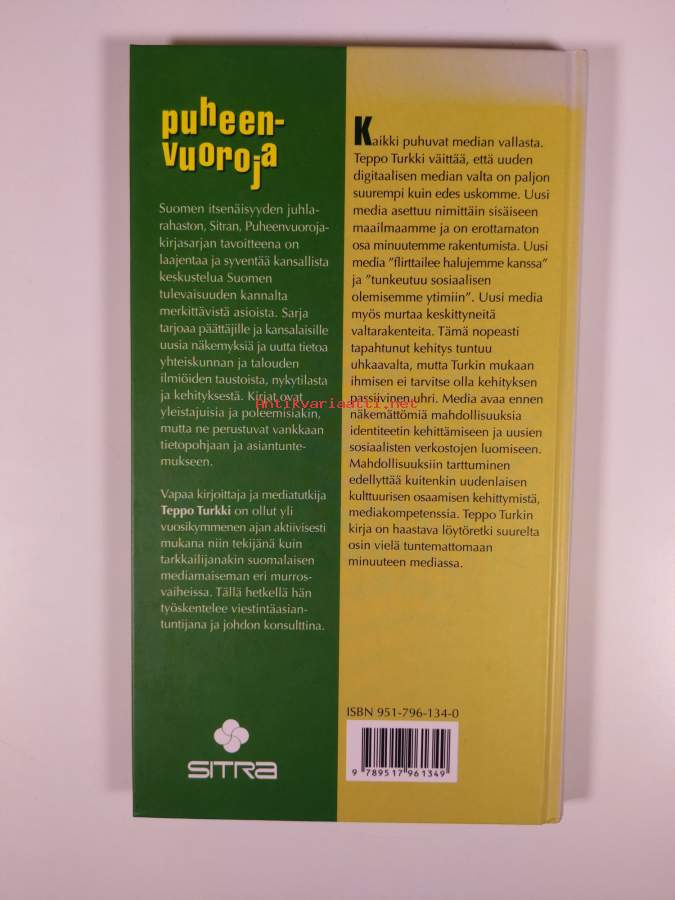 puheen-
vuoroja
Suomen itsenäisyyden juhla-
rahaston, Sitran, Puheenvuoroja-
kirjasarjan tavoitteena on
laajentaa ja syventää kansallista
keskustelua Suomen
tulevaisuuden kannalta
merkittävistä asioista. Sarja
tarjoaa päättäjille ja kansalaisille
uusia näkemyksiä ja uutta tietoa
yhteiskunnan ja talouden
ilmiöiden taustoista, nykytilasta
ja kehityksestä. Kirjat ovat
yleistajuisia ja poleemisiakin,
mutta ne perustuvat vankkaan
tietopohjaan ja asiantunte-
mukseen.
Vapaa kirjoittaja ja mediatutkija
Teppo Turkki on ollut yli
vuosikymmenen ajan aktiivisesti
mukana niin tekijänä kuin
tarkkailijanakin suomalaisen
mediamaiseman eri murros-
vaiheissa. Tällä hetkellä hän
työskentelee viestintäasian-
tuntijana ja johdon konsulttina.
SITRA
Kaikki puhuvat median vallasta.
Teppo Turkki väittää, että uuden
digitaalisen median valta on paljon
suurempi kuin edes uskomme. Uusi
media asettuu nimittäin sisäiseen
maailmaamme ja on erottamaton
osa minuutemme rakentumista. Uusi
media "flirttailee halujemme kanssa"
ja "tunkeutuu sosiaalisen
olemisemme ytimiin". Uusi media
myös murtaa keskittyneitä
valtarakenteita. Tämä nopeasti
tapahtunut kehitys tuntuu
uhkaavalta, mutta Turkin mukaan
ihmisen ei tarvitse olla kehityksen
passiivinen uhri. Media avaa ennen
näkemättömiä mahdollisuuksia
identiteetin kehittämiseen ja uusien
sosiaalisten verkostojen luomiseen.
Mahdollisuuksiin tarttuminen
edellyttää kuitenkin uudenlaisen
kulttuurisen osaamisen kehittymistä,
mediakompetenssia. Teppo Turkin
kirja on haastava löytöretki suurelta
osin vielä tuntemattomaan
minuuteen mediassa.
ISBN 951-796-134-0
9 789517 961349
Antikvariaatti.net